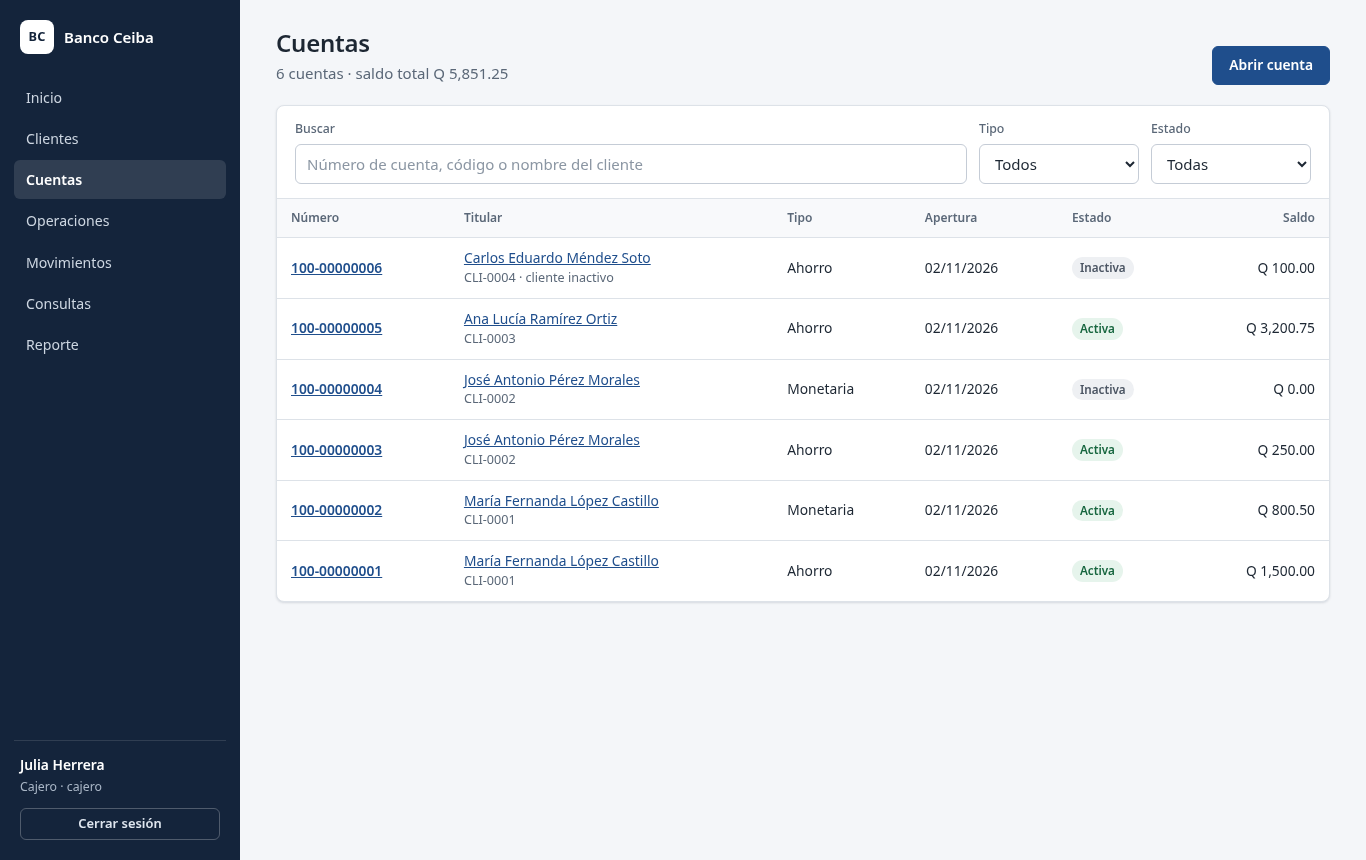 BC Banco Ceiba
Inicio
Clientes
Cuentas
Operaciones
Movimientos
Consultas
Reporte
Julia Herrera
Cajero · cajero
Cerrar sesión
Cuentas
6 cuentas · saldo total Q 5,851.25
Abrir cuenta
Buscar Tipo Estado
Número de cuenta, código o nombre del cliente Todos Todas
Número Titular Tipo Apertura Estado Saldo
100-00000006 Carlos Eduardo Méndez Soto Ahorro 02/11/2026 Inactiva Q 100.00
CLI-0004 · cliente inactivo
100-00000005 Ana Lucía Ramírez Ortiz Ahorro 02/11/2026 Activa Q 3,200.75
CLI-0003
100-00000004 José Antonio Pérez Morales Monetaria 02/11/2026 Inactiva Q 0.00
CLI-0002
100-00000003 José Antonio Pérez Morales Ahorro 02/11/2026 Activa Q 250.00
CLI-0002
100-00000002 María Fernanda López Castillo Monetaria 02/11/2026 Activa Q 800.50
CLI-0001
100-00000001 María Fernanda López Castillo Ahorro 02/11/2026 Activa Q 1,500.00
CLI-0001